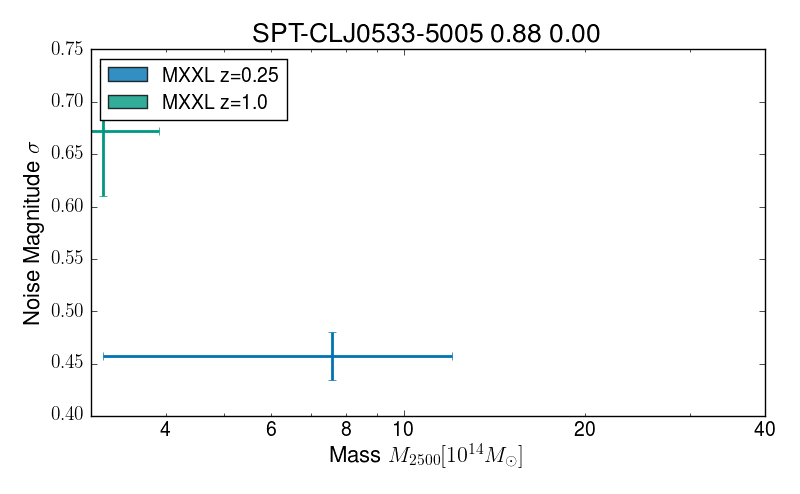 SPT-CLJ0533-5005 0.88 0.00
0.75
0.70
0.65
0.60
0.55
0.50
0.45
0.40
Noise Magnitude σ
MXXL z=0.25
MXXL z=1.0
4 6 8 10 20 40
Mass M₂₅₀₀[10¹⁴M⊙]